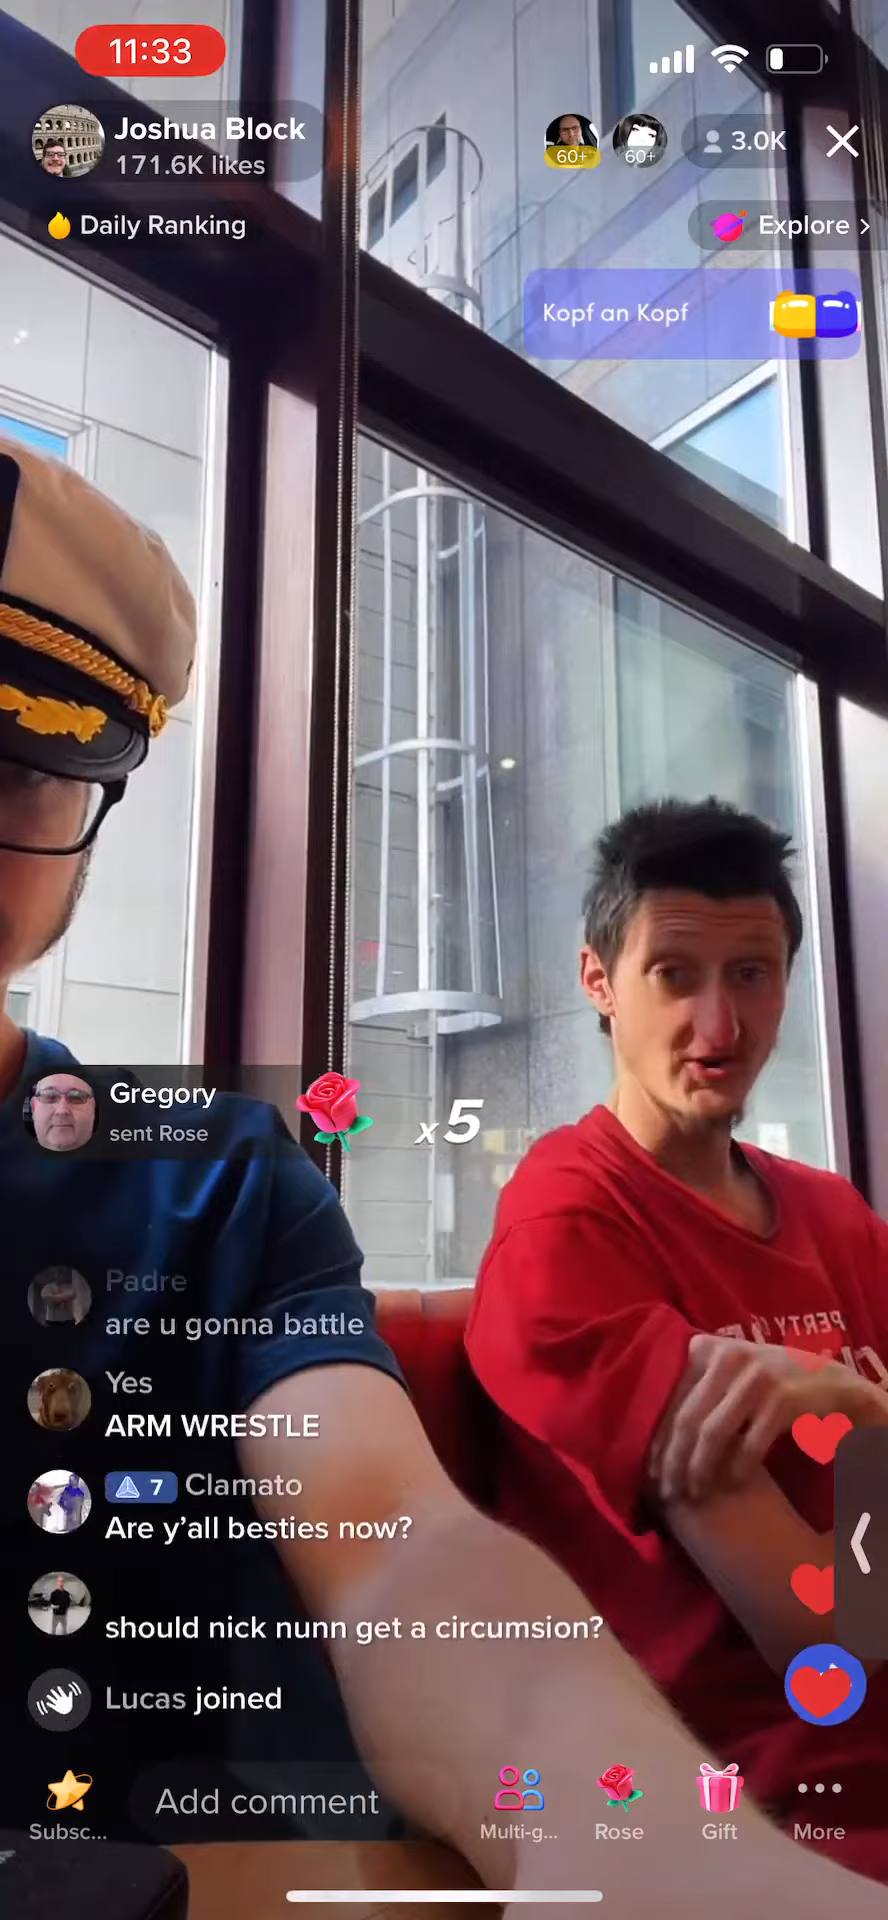 11:33
Joshua Block
171.6K likes
60+
60+
3.0K
Daily Ranking
Explore >
Kopf an Kopf
Gregory
sent Rose
x5
Padre
are u gonna battle
Yes
ARM WRESTLE
7 Clamato
Are y'all besties now?
should nick nunn get a circumsion?
Lucas joined
Add comment
Subsc...
Multi-g...
Rose
Gift
More